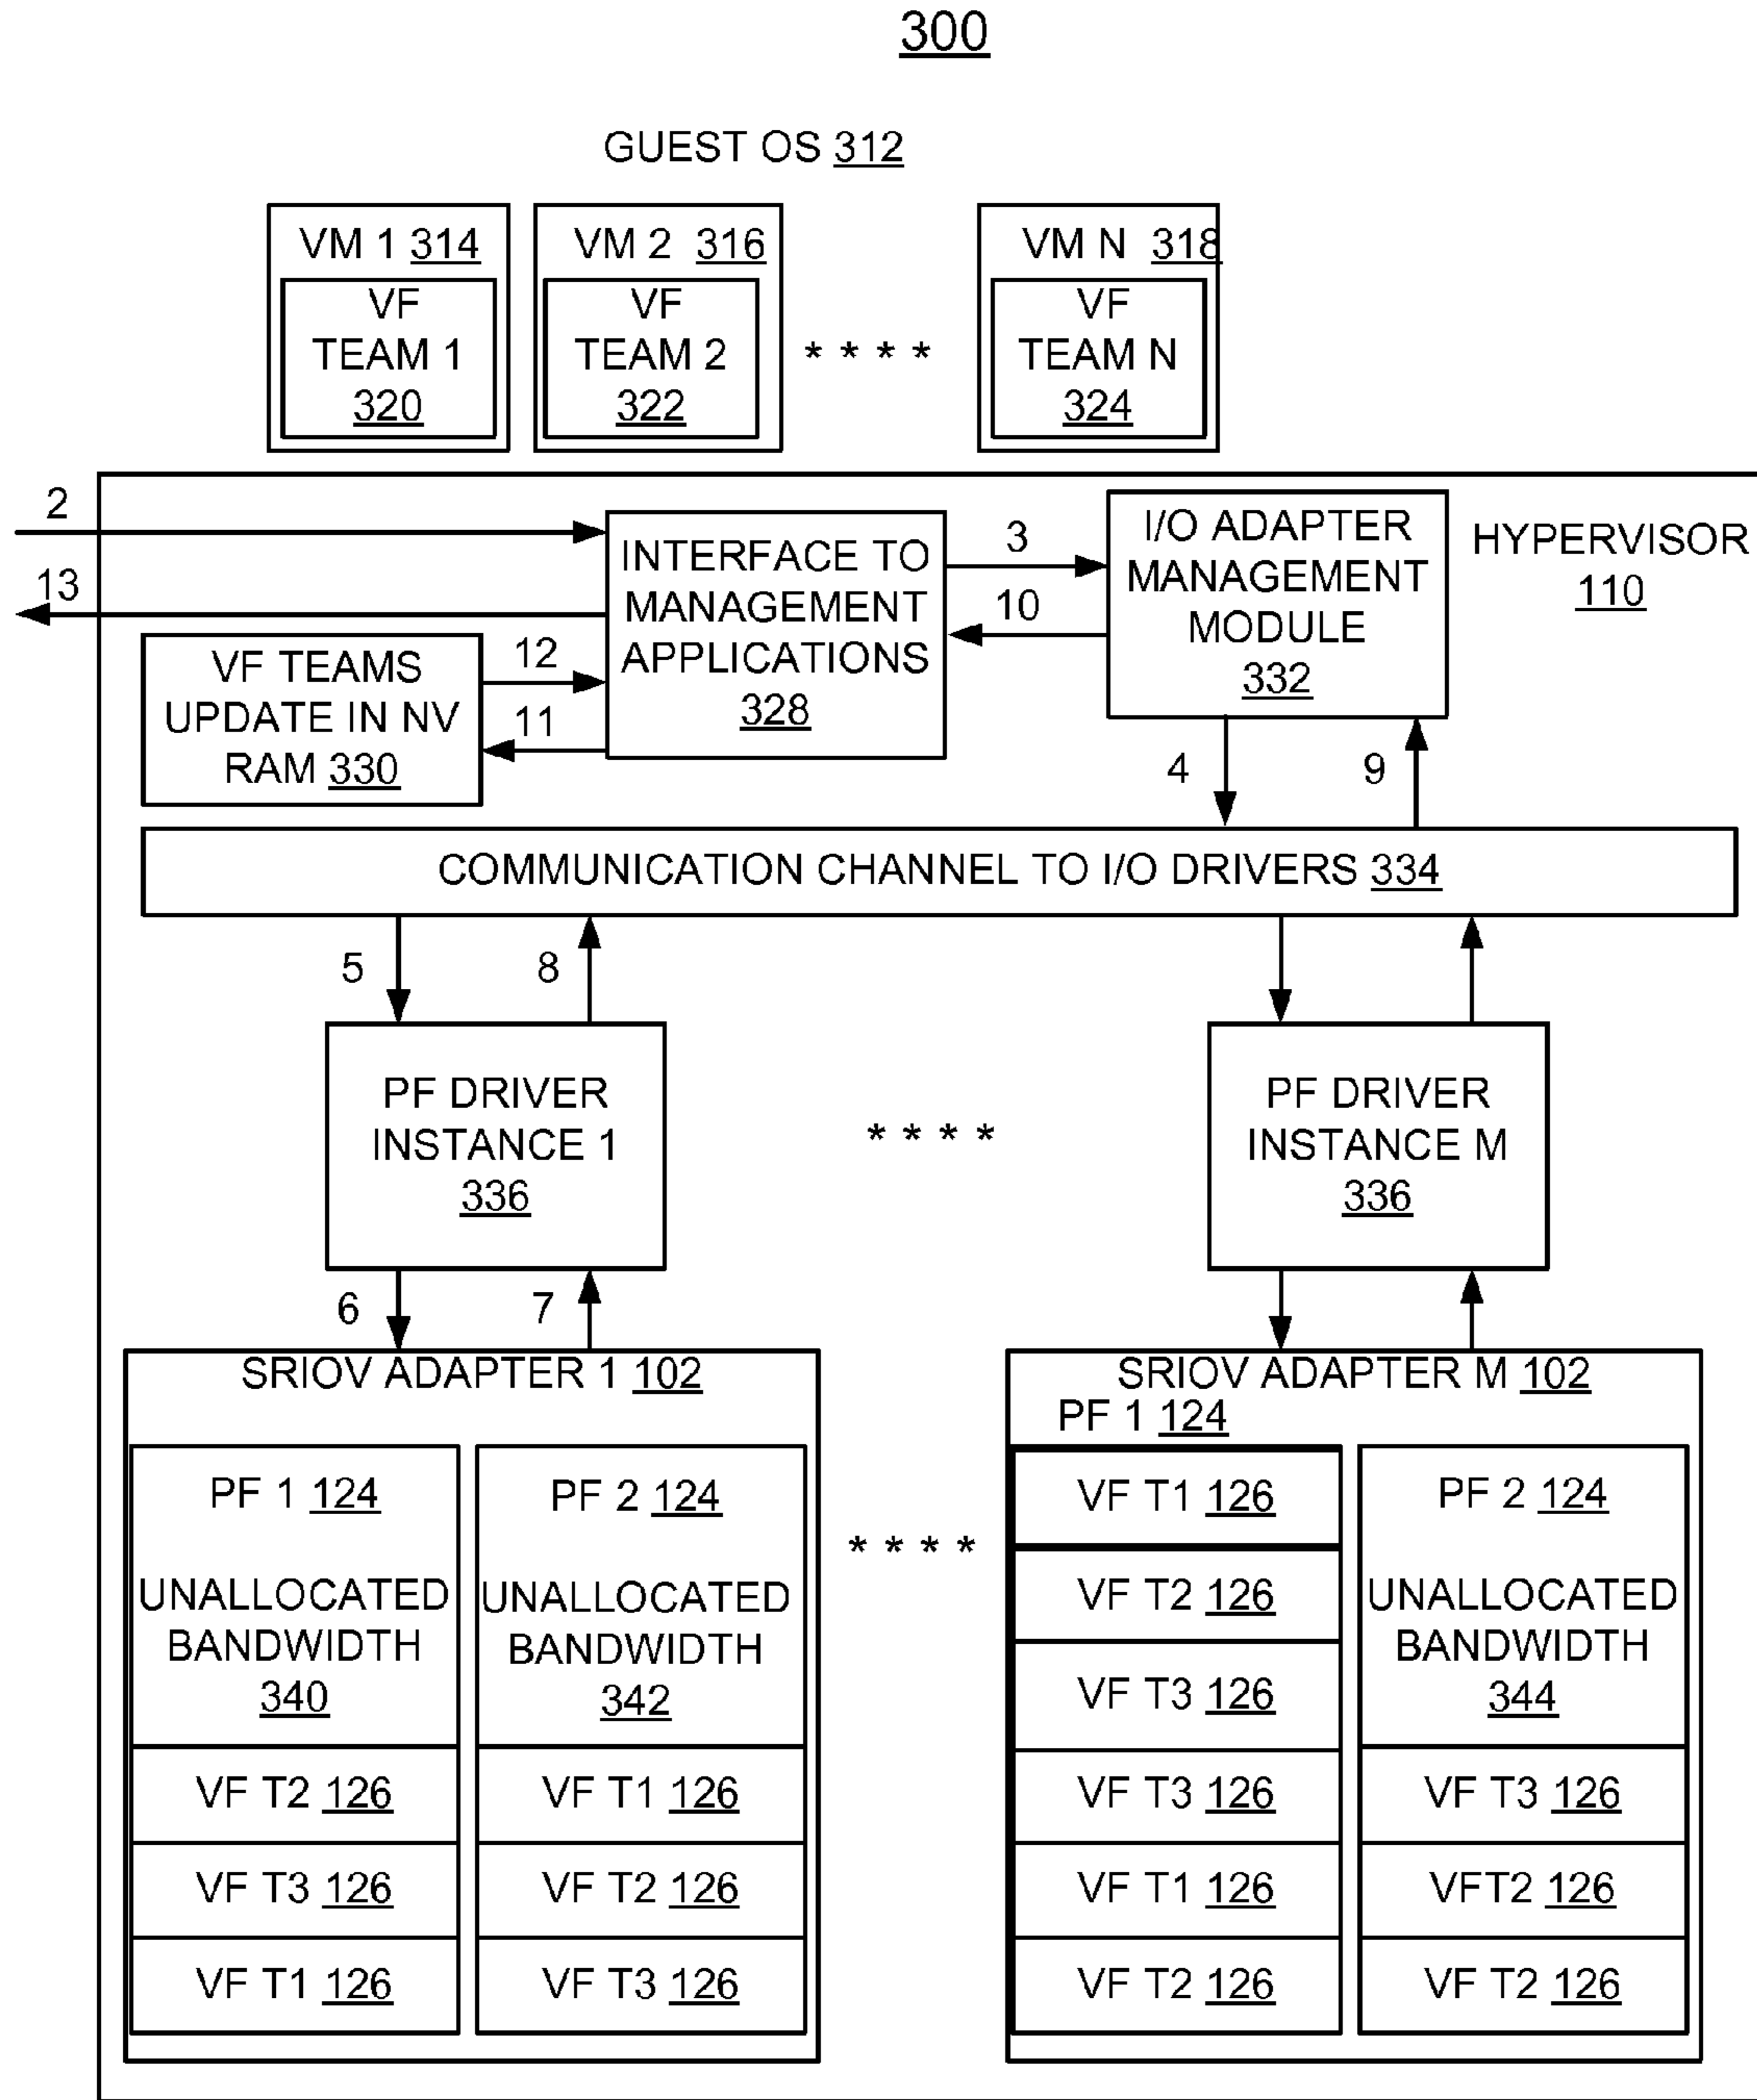 300
GUEST OS 312
VM 1 314
VF
TEAM 1
320
VM 2 316
VF
TEAM 2
322
* * * *
VM N 318
VF
TEAM N
324
2
13
INTERFACE TO
MANAGEMENT
APPLICATIONS
328
3
10
I/O ADAPTER
MANAGEMENT
MODULE
332
HYPERVISOR
110
VF TEAMS
UPDATE IN NV
RAM 330
12
11
4
9
COMMUNICATION CHANNEL TO I/O DRIVERS 334
5
8
PF DRIVER
INSTANCE 1
336
* * * *
PF DRIVER
INSTANCE M
336
6
7
SRIOV ADAPTER 1 102
PF 1 124
UNALLOCATED
BANDWIDTH
340
VF T2 126
VF T3 126
VF T1 126
PF 2 124
UNALLOCATED
BANDWIDTH
342
VF T1 126
VF T2 126
VF T3 126
* * * *
SRIOV ADAPTER M 102
PF 1 124
VF T1 126
VF T2 126
VF T3 126
VF T3 126
VF T1 126
VF T2 126
PF 2 124
UNALLOCATED
BANDWIDTH
344
VF T3 126
VFT2 126
VF T2 126